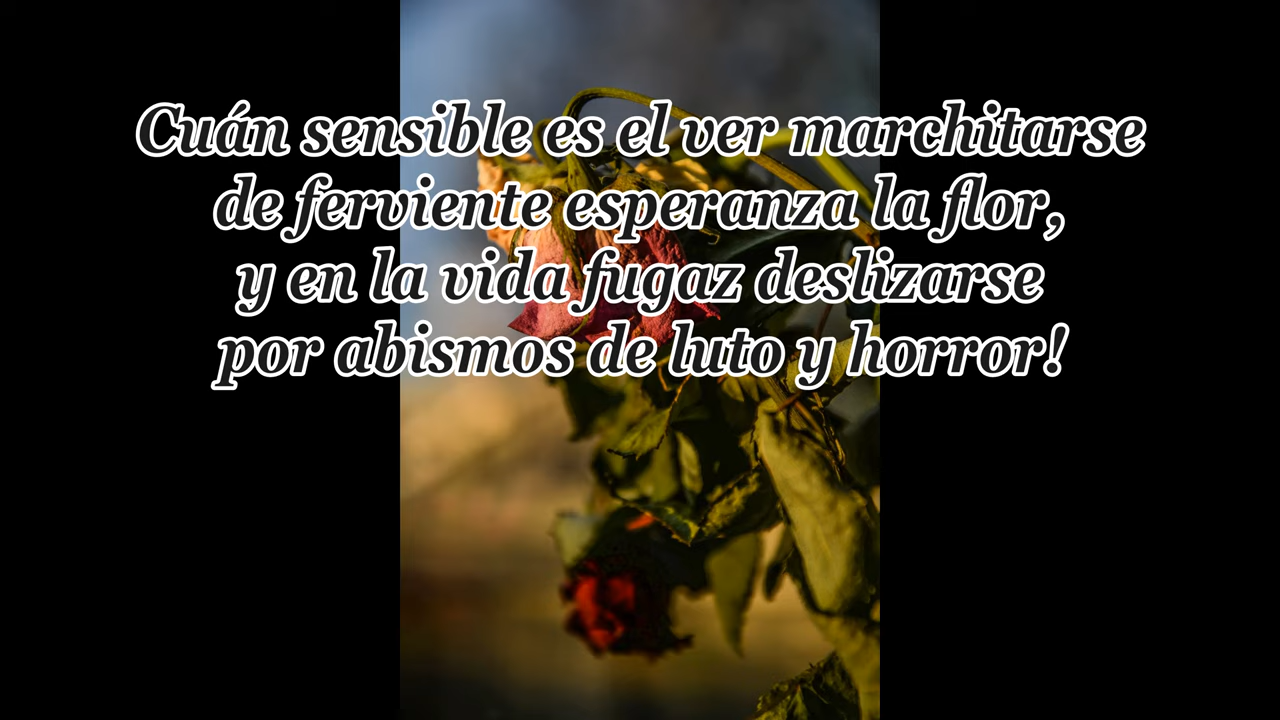 Cuán sensible es el ver marchitarse
de ferviente esperanza la flor,
y en la vida fugaz deslizarse
por abismos de luto y horror!